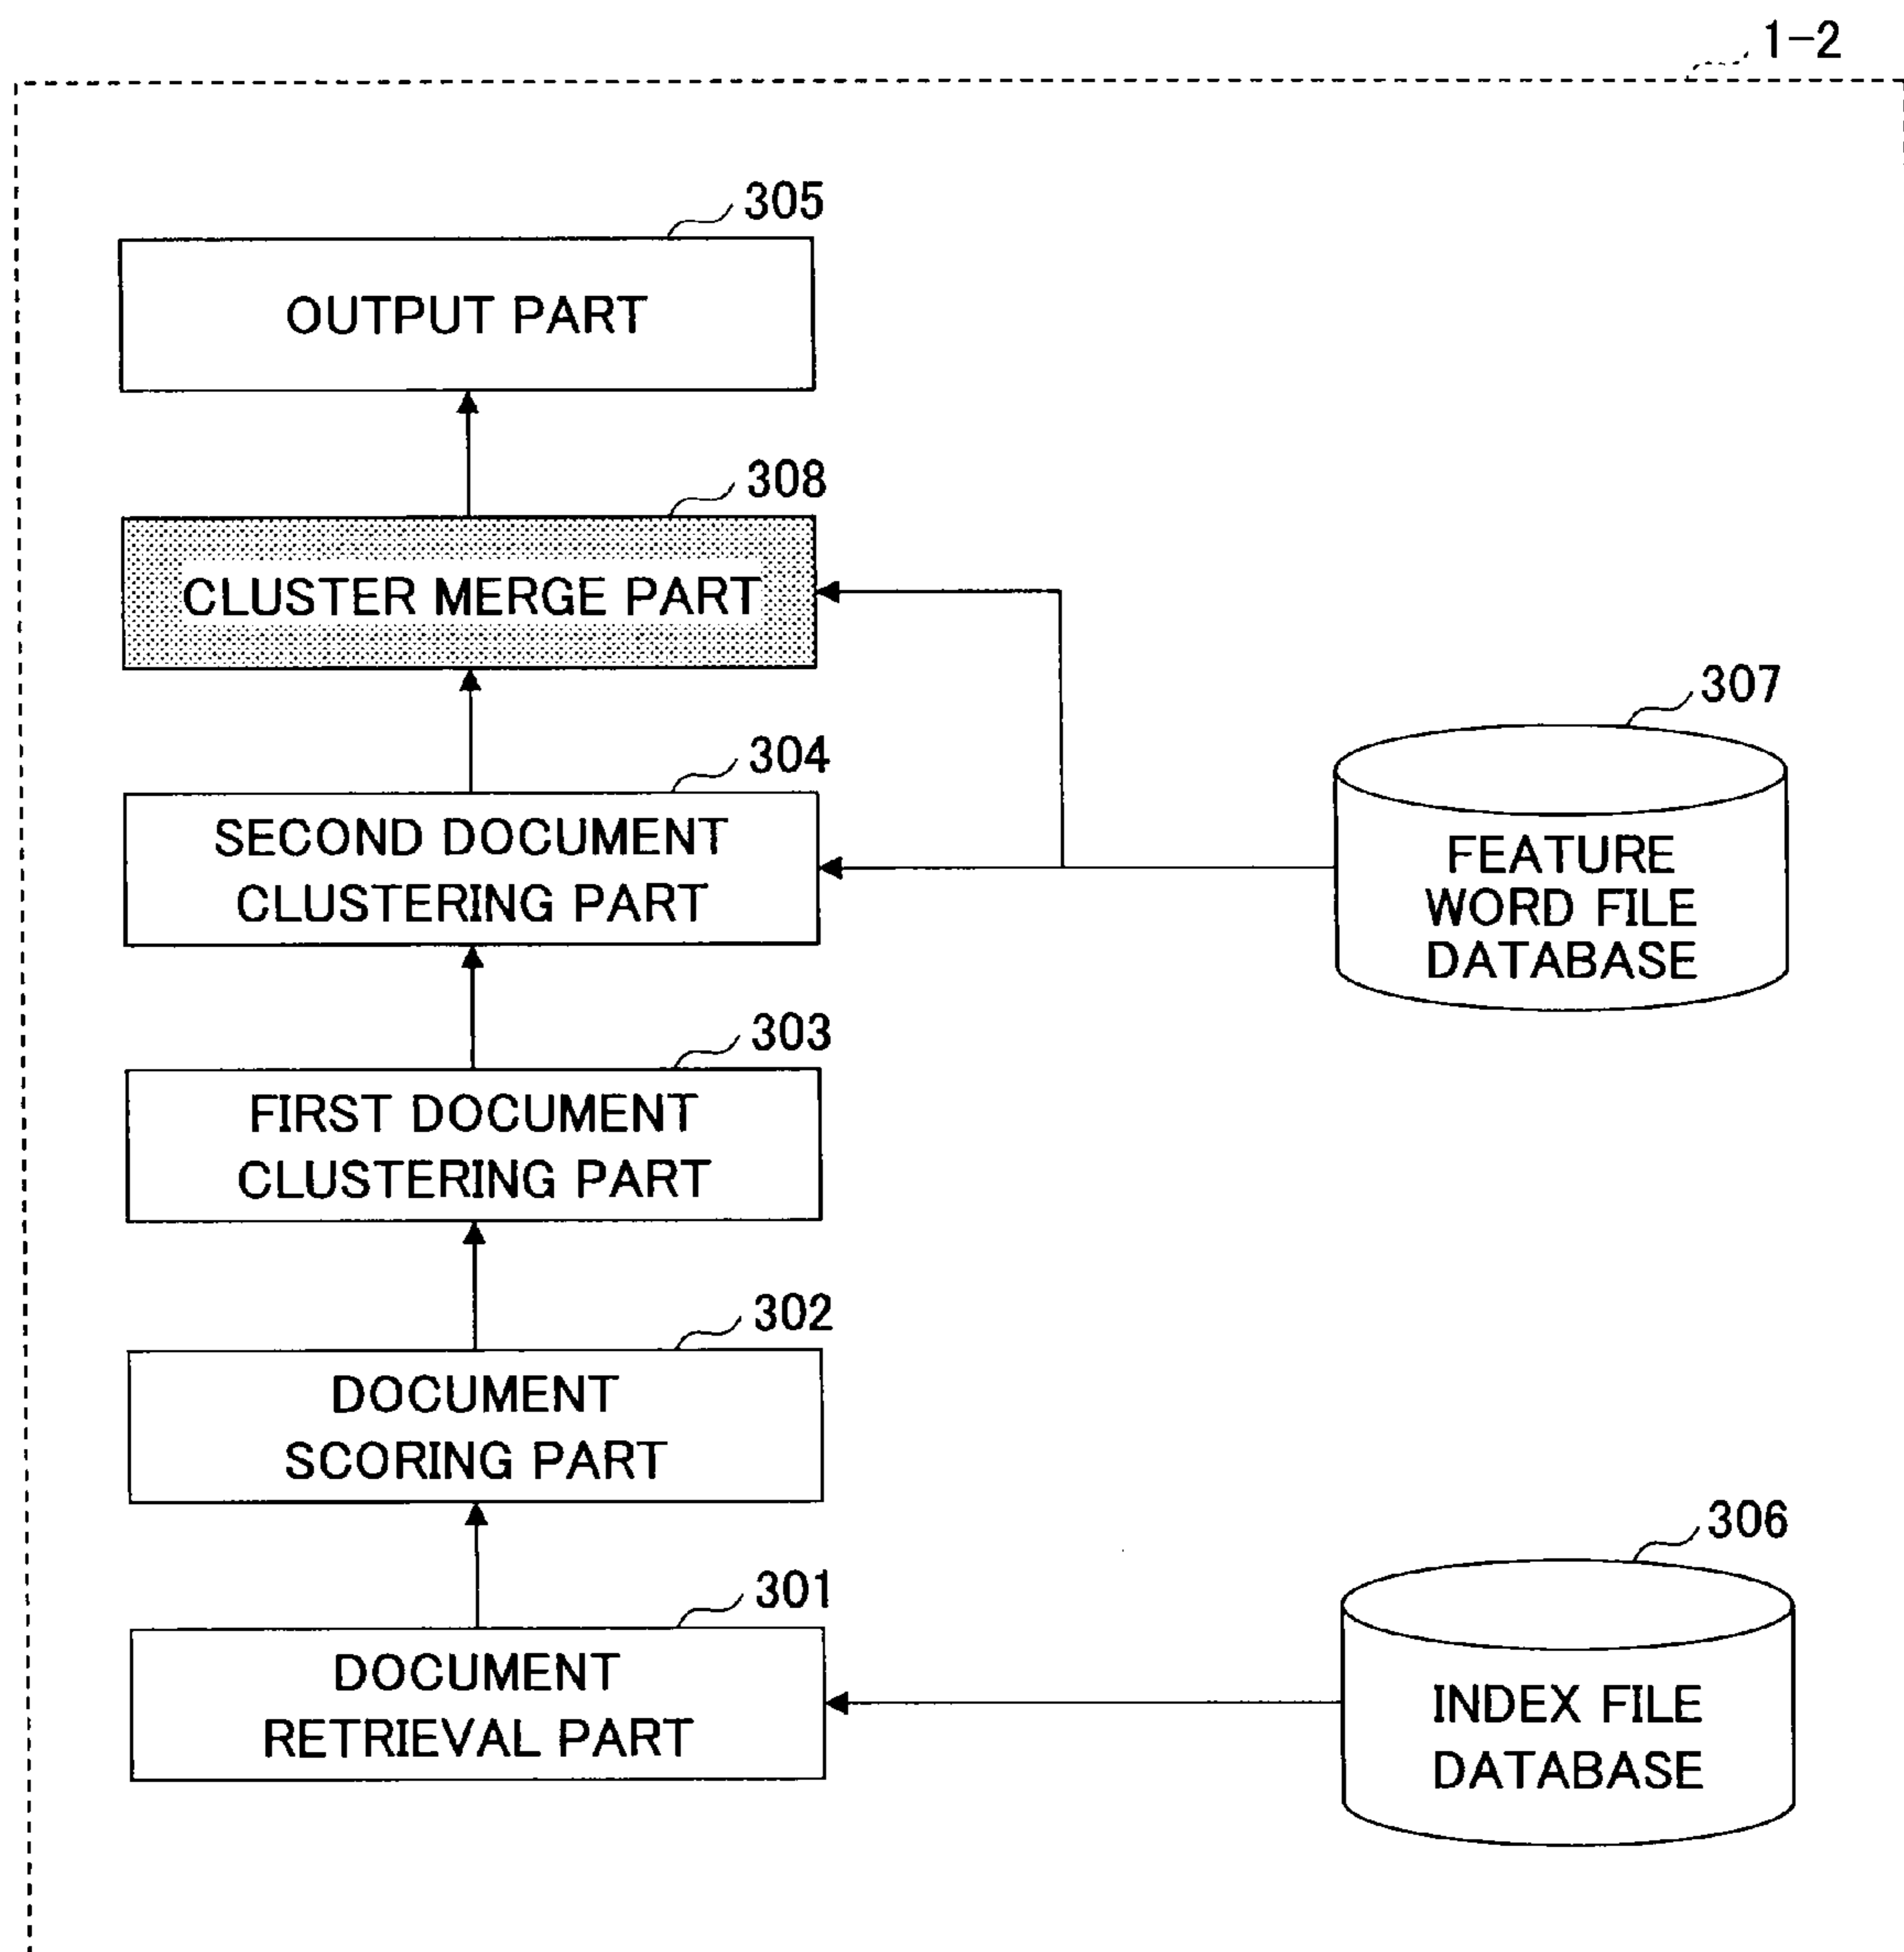 1-2
305
OUTPUT PART
308
CLUSTER MERGE PART
304
SECOND DOCUMENT
CLUSTERING PART
307
FEATURE
WORD FILE
DATABASE
303
FIRST DOCUMENT
CLUSTERING PART
302
DOCUMENT
SCORING PART
301
DOCUMENT
RETRIEVAL PART
306
INDEX FILE
DATABASE